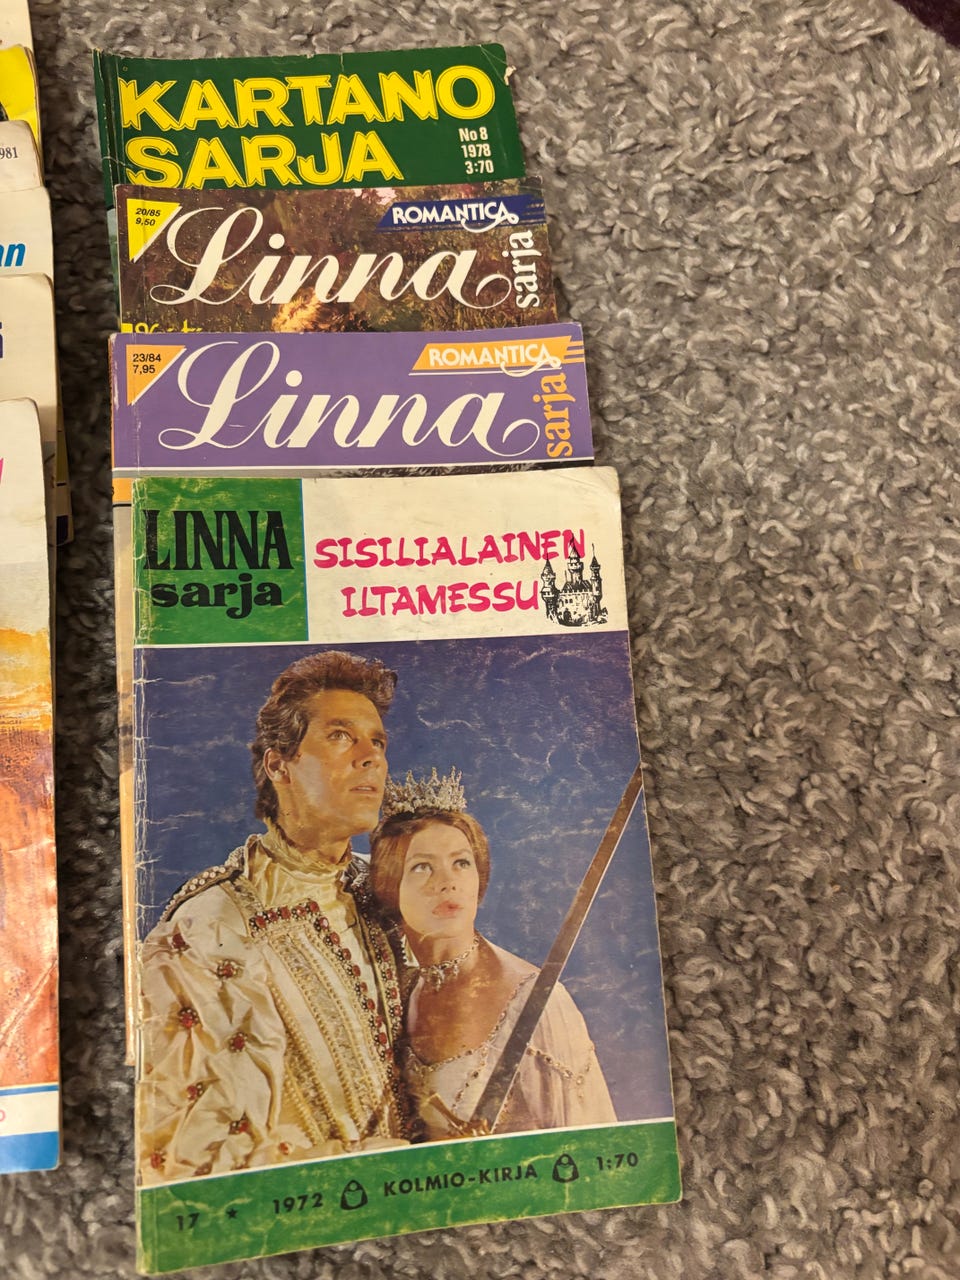 981
an
KARTANO
SARJA
No 8
1978
3:70
20/85
9,50
ROMANTICA
Linna
sarja
23/84
7,95
ROMANTICA
Linna
sarja
LINNA
sarja
SISILIALAINEN
ILTAMESSU
17 * 1972 KOLMIO-KIRJA 1:70